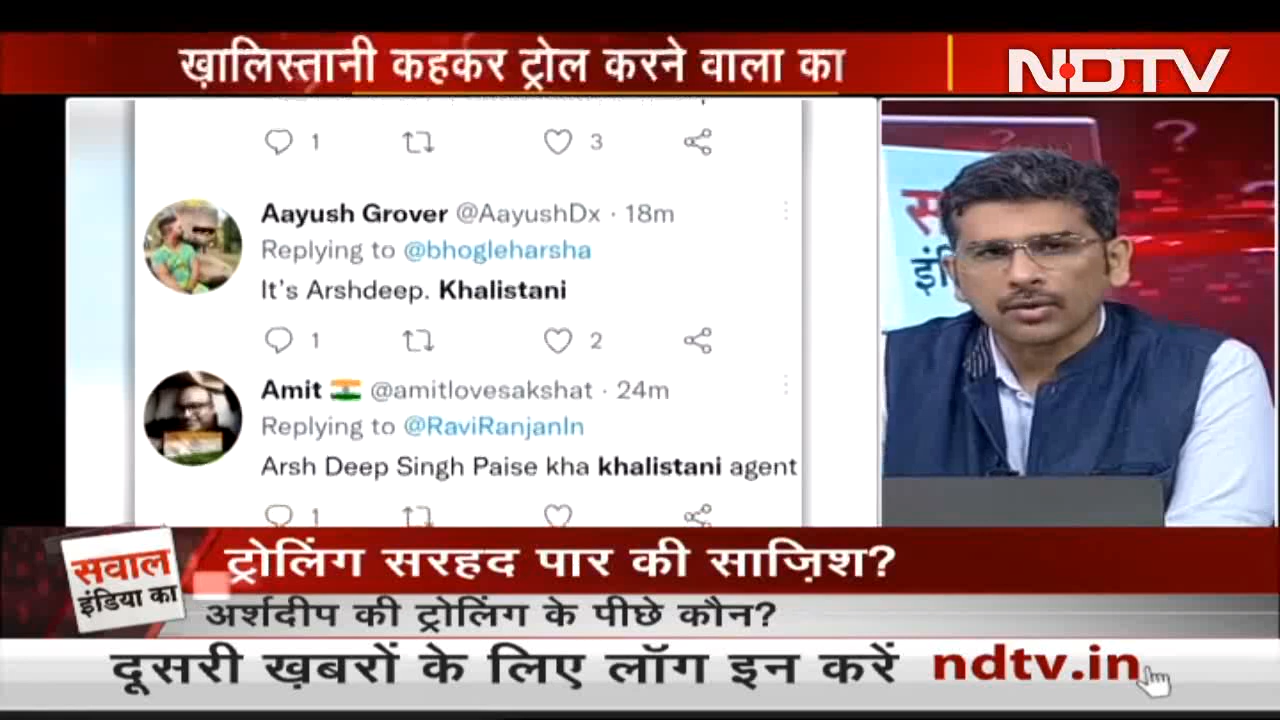 ख़ालिस्तानी कहकर ट्रोल करने वाला का
NDTV
1 3
Aayush Grover @AayushDx · 18m
Replying to @bhogleharsha
It's Arshdeep. Khalistani
1 2
Amit @amitlovesakshat · 24m
Replying to @RaviRanjanIn
Arsh Deep Singh Paise kha khalistani agent
1
सवाल
इंडिया का
ट्रोलिंग सरहद पार की साज़िश?
अर्शदीप की ट्रोलिंग के पीछे कौन?
दूसरी ख़बरों के लिए लॉग इन करें ndtv.in